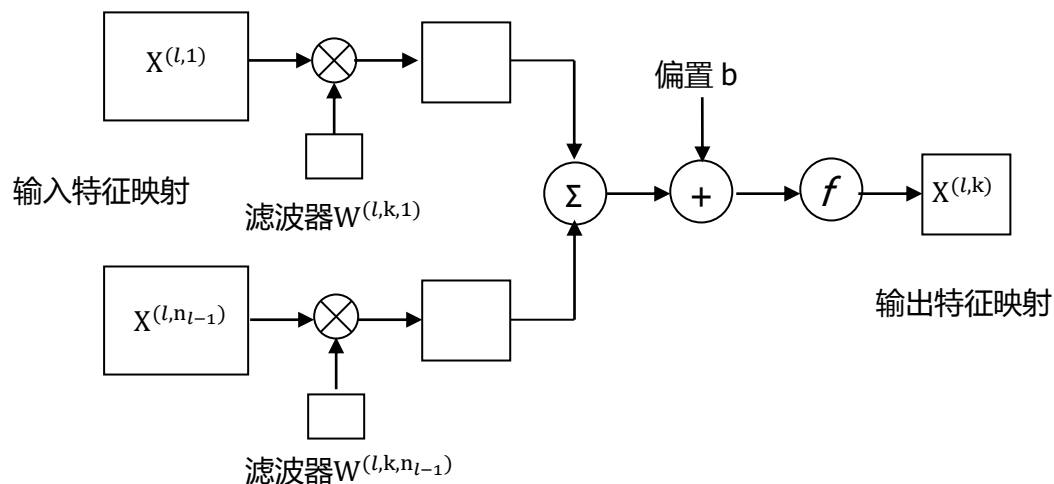 X^(l,1)
偏置 b
输入特征映射
滤波器W^(l,k,1)
Σ
+
f
X^(l,k)
X^(l,n_{l−1})
输出特征映射
滤波器W^(l,k,n_{l−1})